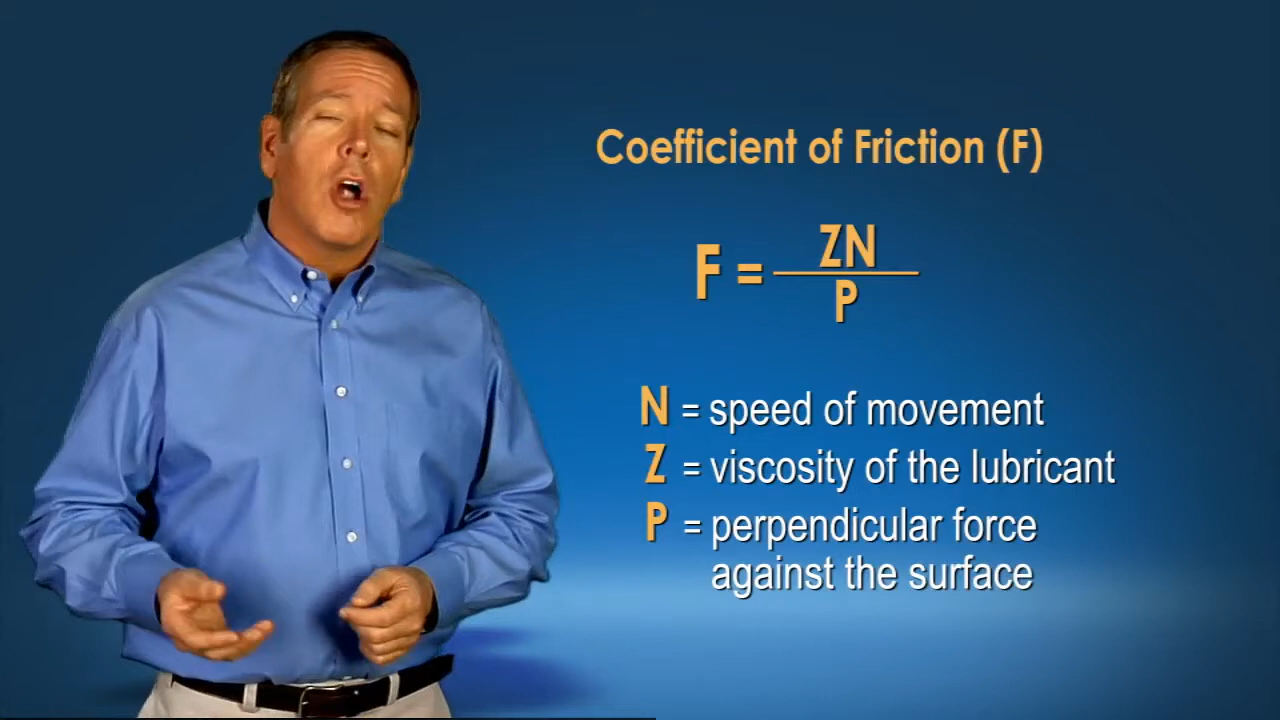 Coefficient of Friction (F)
F = ZN
P
N = speed of movement
Z = viscosity of the lubricant
P = perpendicular force
against the surface